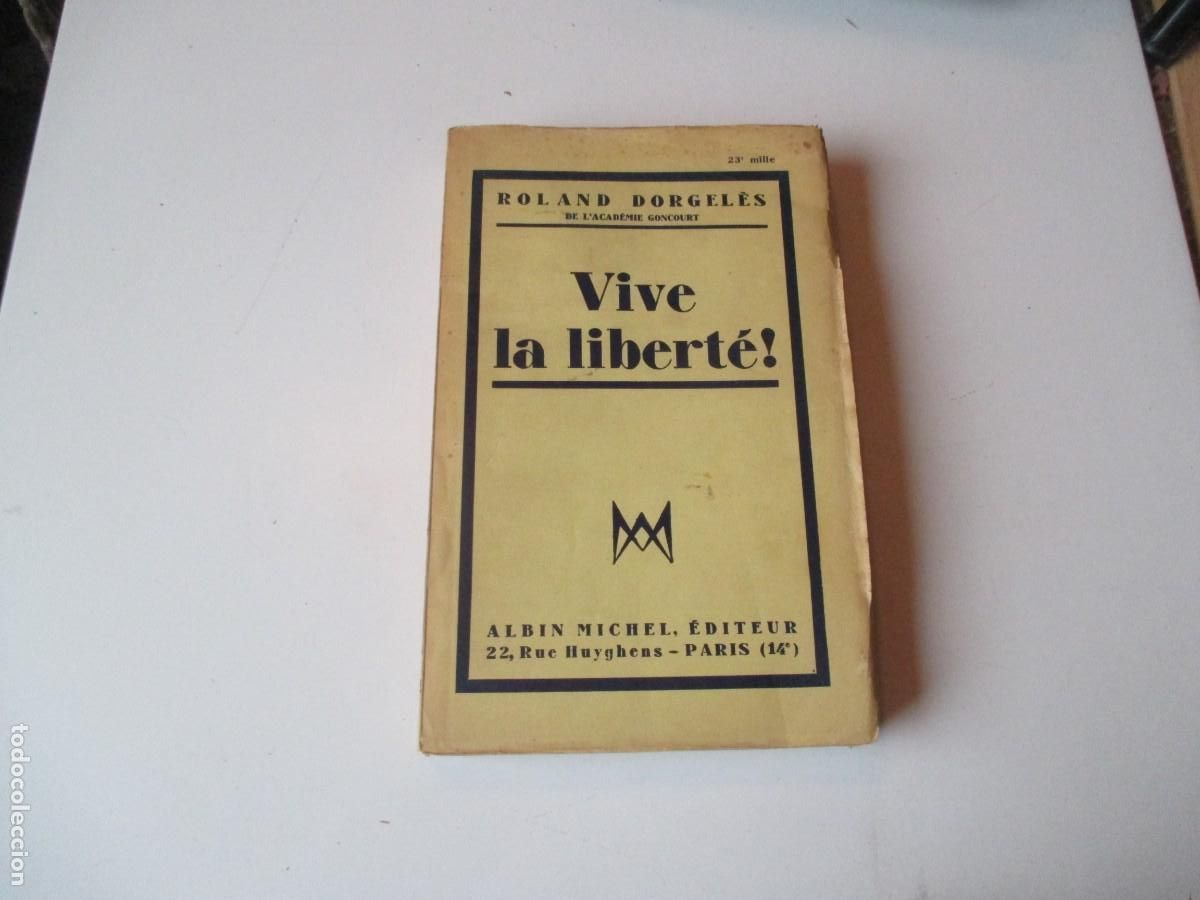 23e mille
ROLAND DORGELÈS
DE L'ACADÉMIE GONCOURT
Vive
la liberté!
AM
ALBIN MICHEL, ÉDITEUR
22, Rue Huyghens – PARIS (14e)
todocoleccion